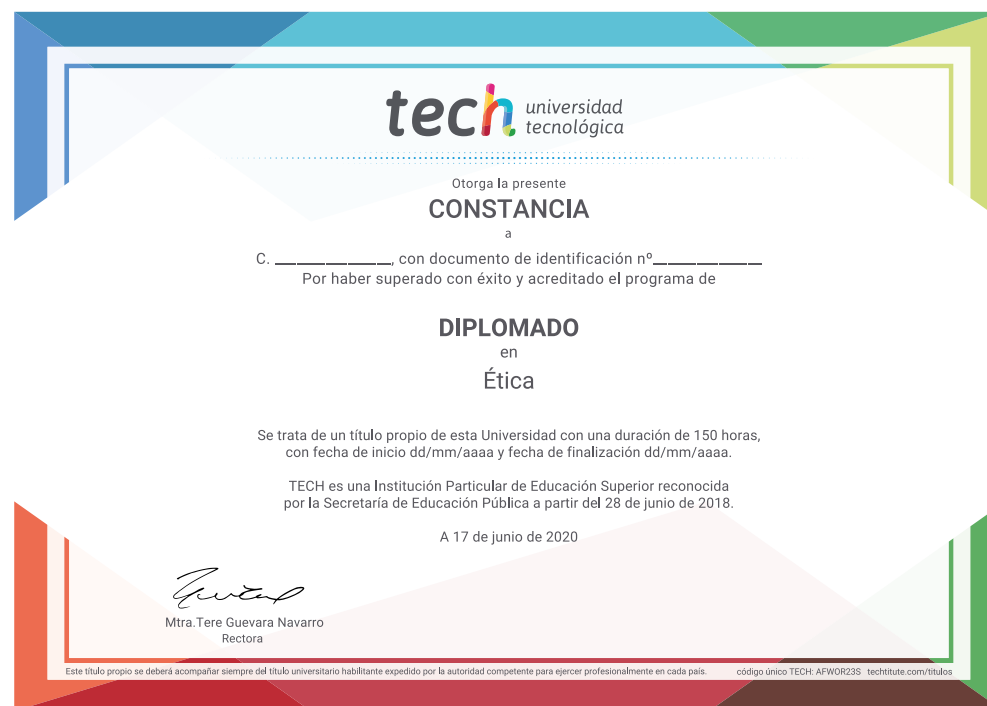 tech universidad
tecnológica
Otorga la presente
CONSTANCIA
a
C. ____________, con documento de identificación nº____________
Por haber superado con éxito y acreditado el programa de
DIPLOMADO
en
Ética
Se trata de un título propio de esta Universidad con una duración de 150 horas,
con fecha de inicio dd/mm/aaaa y fecha de finalización dd/mm/aaaa.
TECH es una Institución Particular de Educación Superior reconocida
por la Secretaría de Educación Pública a partir del 28 de junio de 2018.
A 17 de junio de 2020
Mtra.Tere Guevara Navarro
Rectora
Este título propio se deberá acompañar siempre del título universitario habilitante expedido por la autoridad competente para ejercer profesionalmente en cada país. código único TECH: AFWOR23S techtitute.com/titulos